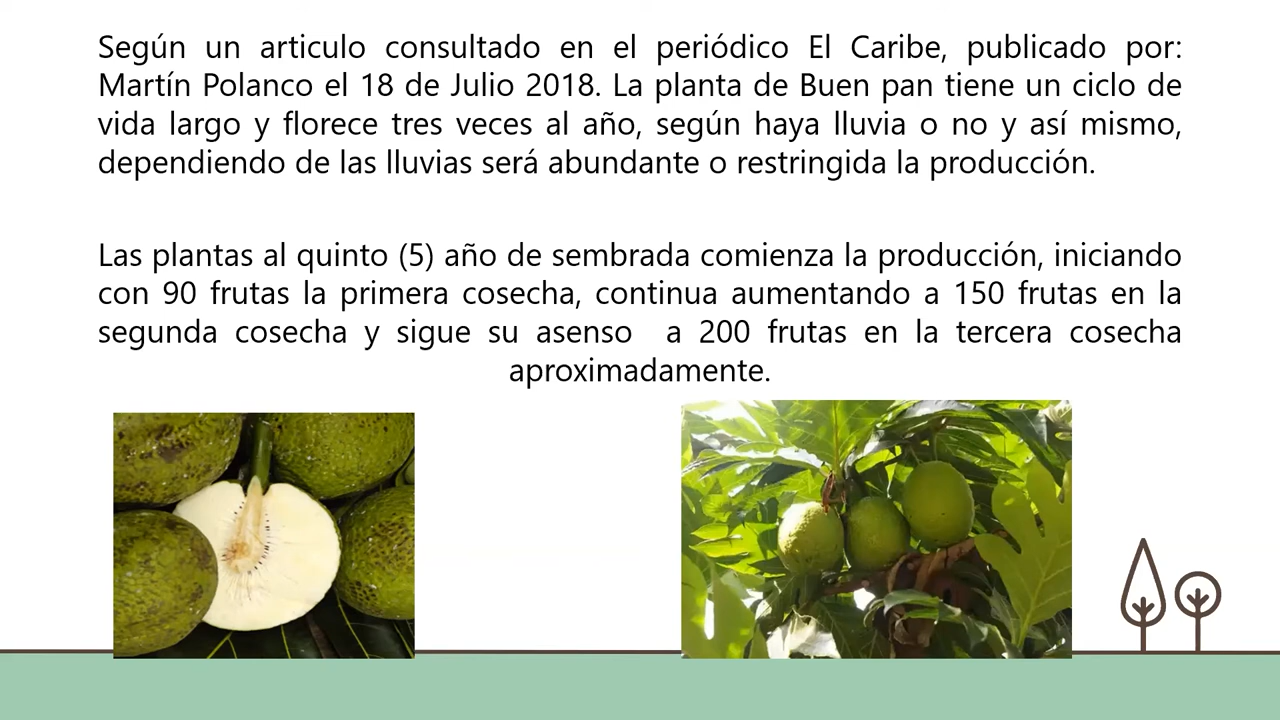 Según un articulo consultado en el periódico El Caribe, publicado por:
Martín Polanco el 18 de Julio 2018. La planta de Buen pan tiene un ciclo de
vida largo y florece tres veces al año, según haya lluvia o no y así mismo,
dependiendo de las lluvias será abundante o restringida la producción.
Las plantas al quinto (5) año de sembrada comienza la producción, iniciando
con 90 frutas la primera cosecha, continua aumentando a 150 frutas en la
segunda cosecha y sigue su asenso a 200 frutas en la tercera cosecha
aproximadamente.